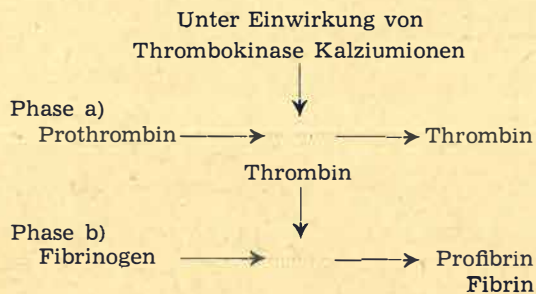 Unter Einwirkung von
Thrombokinase Kalziumionen
Phase a)
Prothrombin Thrombin
Thrombin
Phase b)
Fibrinogen Profibrin
Fibrin